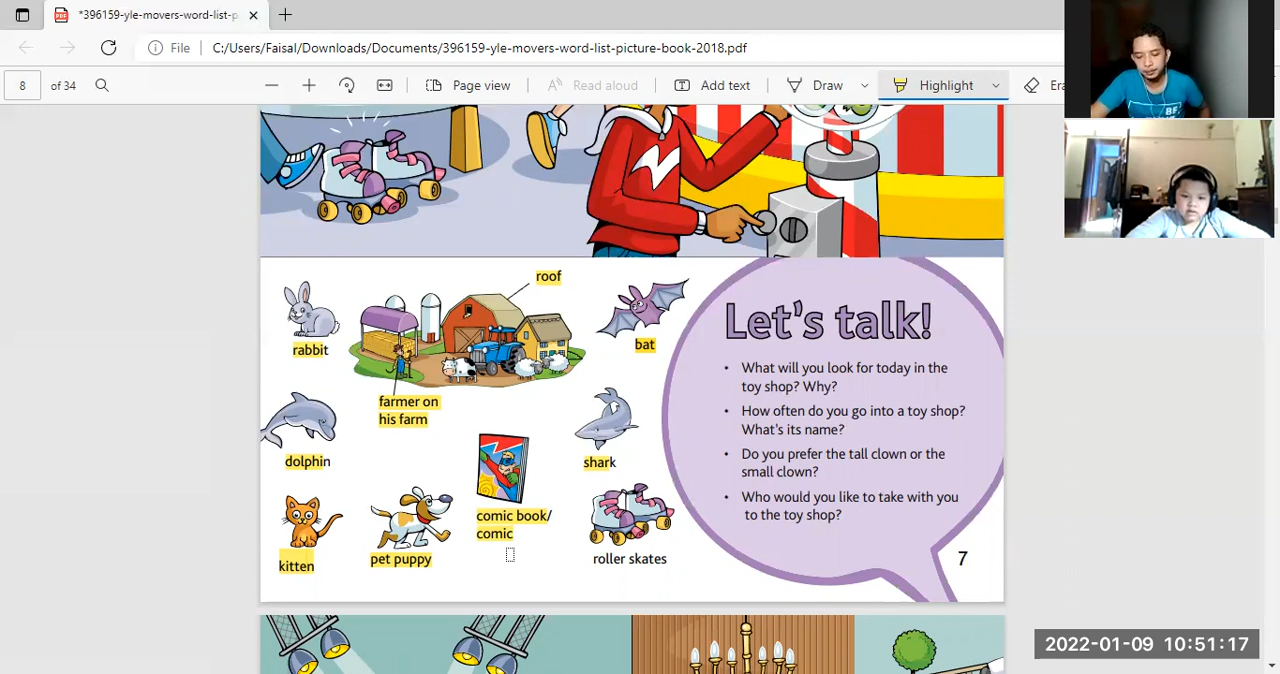 *396159-yle-movers-word-list-p
File
C:/Users/Faisal/Downloads/Documents/396159-yle-movers-word-list-picture-book-2018.pdf
8 of 34
Page view
Read aloud
Add text
Draw
Highlight
Era
roof
rabbit
bat
farmer on
his farm
dolphin
shark
comic book/
comic
kitten
pet puppy
roller skates
Let's talk!
• What will you look for today in the
toy shop? Why?
• How often do you go into a toy shop?
What's its name?
• Do you prefer the tall clown or the
small clown?
• Who would you like to take with you
to the toy shop?
7
2022-01-09 10:51:17